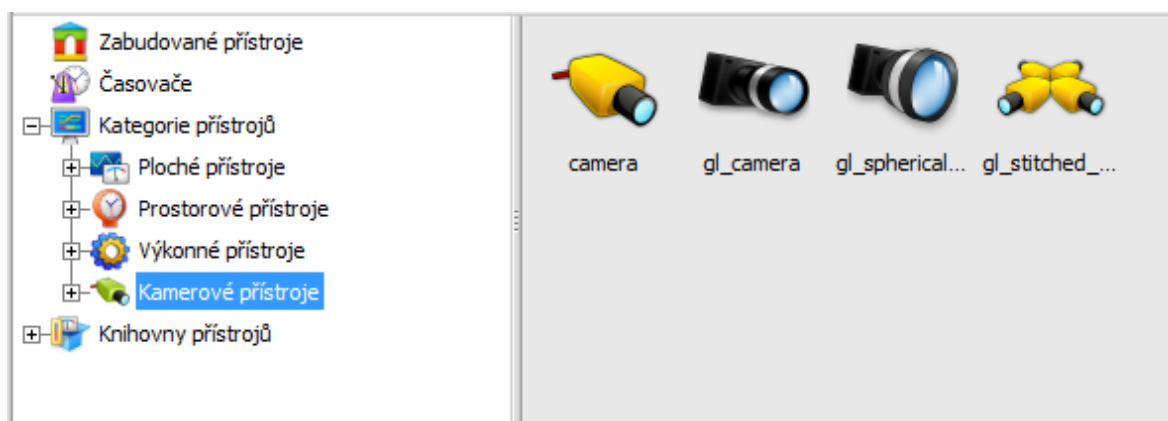 Zabudované přístroje
Časovače
Kategorie přístrojů
Ploché přístroje
Prostorové přístroje
Výkonné přístroje
Kamerové přístroje
Knihovny přístrojů
camera gl_camera gl_spherical... gl_stitched_...